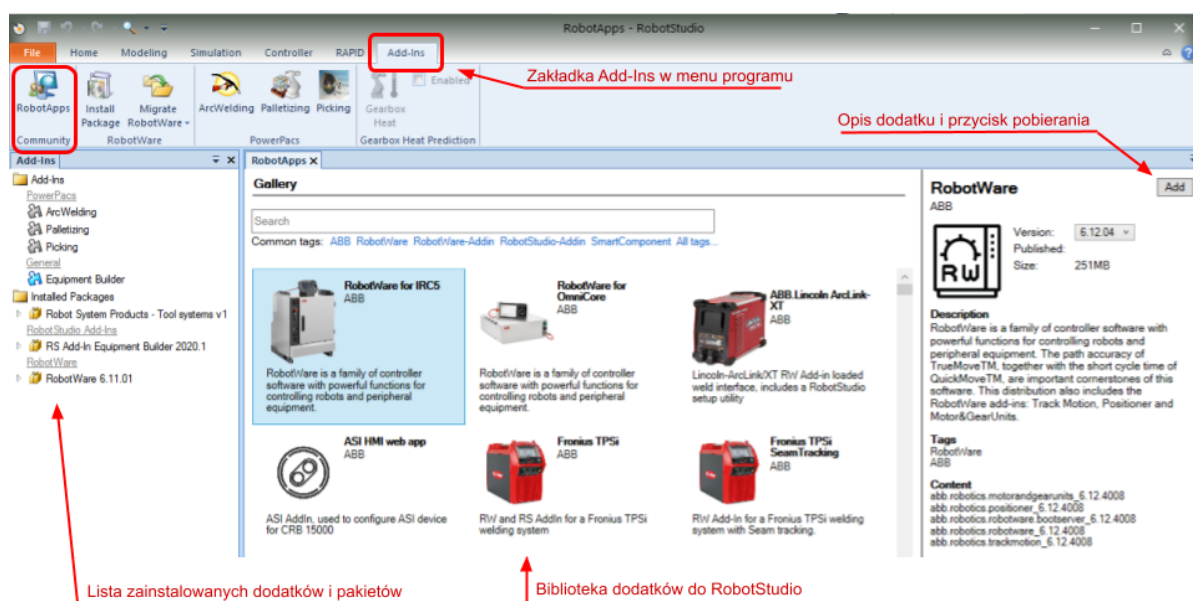 RobotApps - RobotStudio
File Home Modeling Simulation Controller RAPID Add-Ins
Zakładka Add-Ins w menu programu
RobotApps
Install Package
Migrate RobotWare
ArcWelding Palletizing Picking
Gearbox Heat
Enabled
Community RobotWare PowerPacs Gearbox Heat Prediction
Opis dodatku i przycisk pobierania
Add-Ins
RobotApps X
Add-Ins
PowerPacs
ArcWelding
Palletizing
Picking
General
Equipment Builder
Installed Packages
Robot System Products - Tool systems v1
RobotStudio Add-Ins
RS Add-In Equipment Builder 2020.1
RobotWare
RobotWare 6.11.01
Gallery
Search
Common tags: ABB RobotWare RobotWare-Addin RobotStudio-Addin SmartComponent All tags...
RobotWare for IRC5
ABB
RobotWare is a family of controller
software with powerful functions for
controlling robots and peripheral
equipment.
RobotWare for
OmniCore
ABB
RobotWare is a family of controller
software with powerful functions for
controlling robots and peripheral
equipment.
ABB Lincoln ArcLink-
XT
ABB
Lincoln-ArcLink/XT RW Add-in loaded
weld interface, includes a RobotStudio
setup utility
ASI HMI web app
ABB
ASI AddIn, used to configure ASI device
for CRB 15000
Fronius TPSi
ABB
RW and RS AddIn for a Fronius TPSi
welding system
Fronius TPSi
SeamTracking
ABB
RW Add-In for a Fronius TPSi welding
system with Seam tracking.
RobotWare
Add
ABB
RW
Version: 6.12.04
Published:
Size: 251MB
Description
RobotWare is a family of controller software with
powerful functions for controlling robots and
peripheral equipment. The path accuracy of
TrueMoveTM, together with the short cycle time of
QuickMoveTM, are important cornerstones of this
software. This distribution also includes the
RobotWare add-ins: Track Motion, Positioner and
Motor&GearUnits.
Tags
RobotWare
ABB
Content
abb.robotics.motorandgearunits_6.12.4008
abb.robotics.positioner_6.12.4008
abb.robotics.robotware.bootserver_6.12.4008
abb.robotics.robotware_6.12.4008
abb.robotics.trackmotion_6.12.4008
Lista zainstalowanych dodatków i pakietów
Biblioteka dodatków do RobotStudio